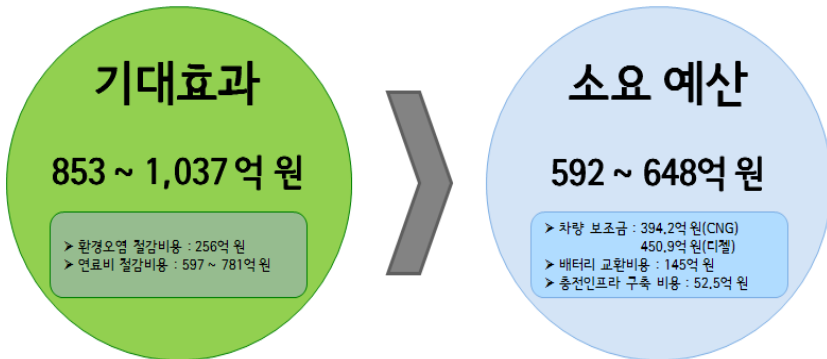 기대효과
853 ~ 1,037억 원
➢ 환경오염 절감비용 : 256억 원
➢ 연료비 절감비용 : 597 ~ 781억 원
소요 예산
592 ~ 648억 원
➢ 차량 보조금 : 394.2억 원(CNG)
450.9억 원(디젤)
➢ 배터리 교환비용 : 145억 원
➢ 충전인프라 구축 비용 : 52.5억 원